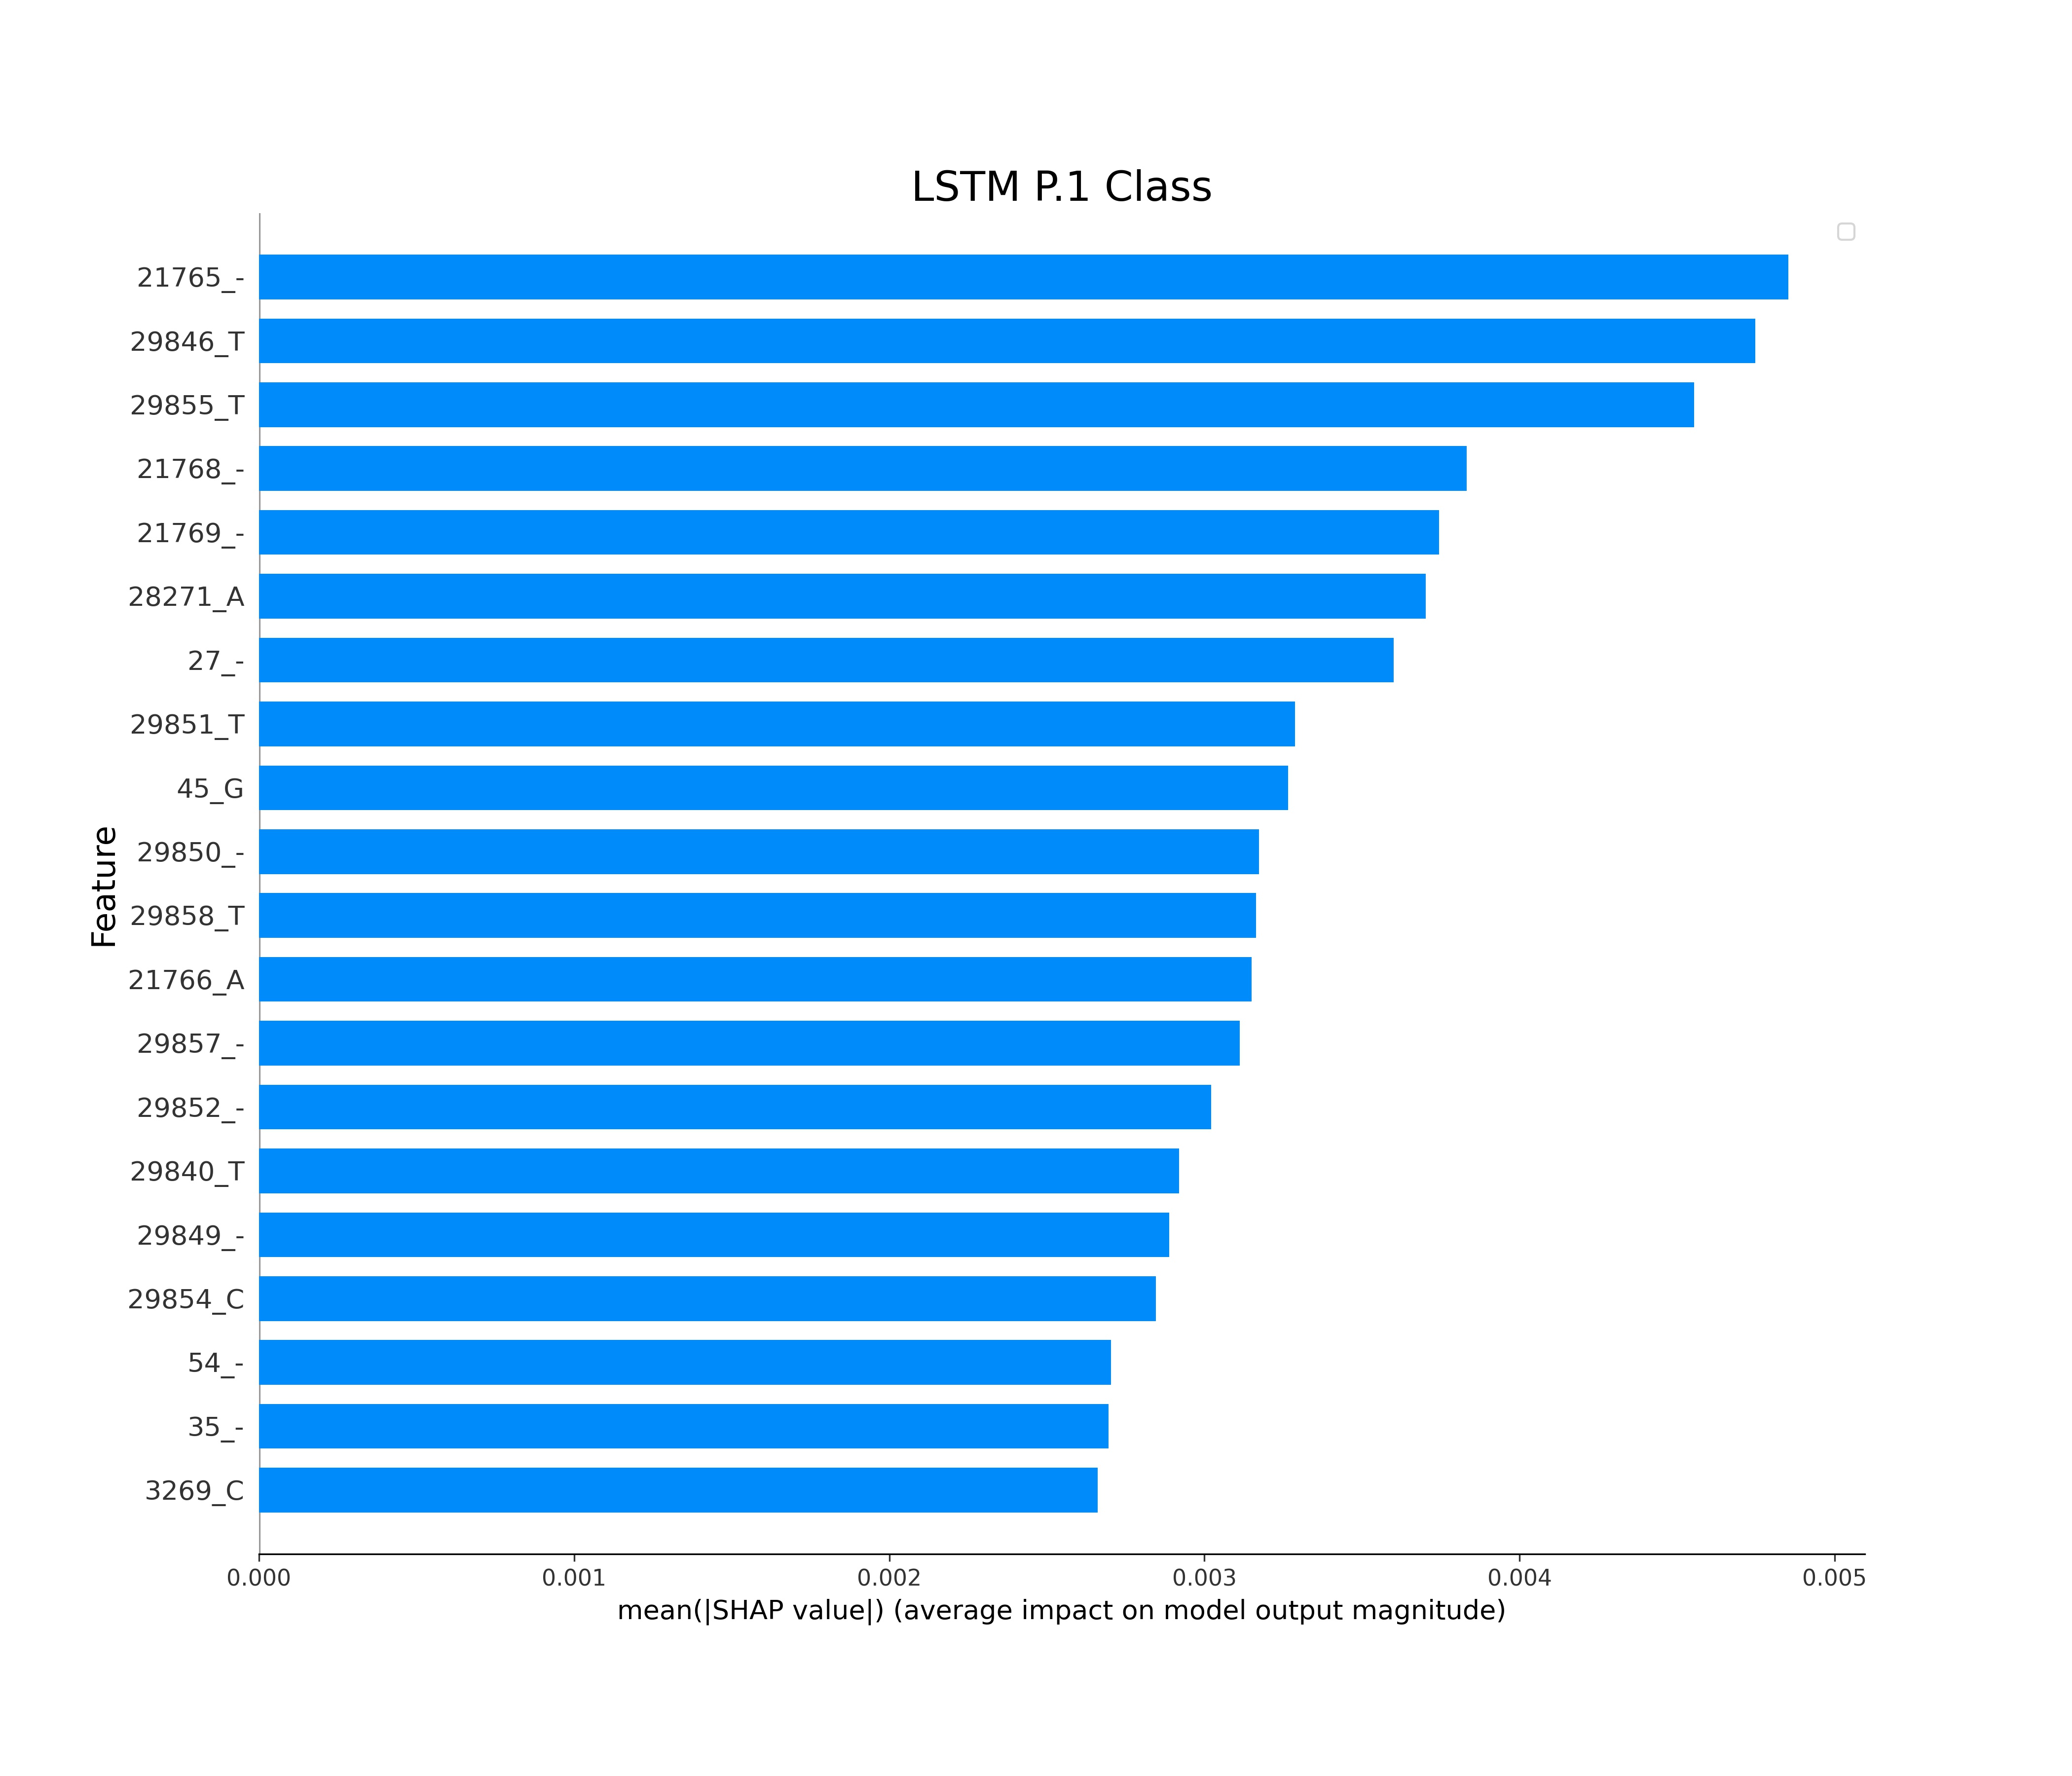 LSTM P.1 Class
21765_-
29846_T
29855_T
21768_-
21769_-
28271_A
27_-
29851_T
45_G
29850_-
29858_T
21766_A
29857_-
29852_-
29840_T
29849_-
29854_C
54_-
35_-
3269_C
Feature
0.000 0.001 0.002 0.003 0.004 0.005
mean(|SHAP value|) (average impact on model output magnitude)